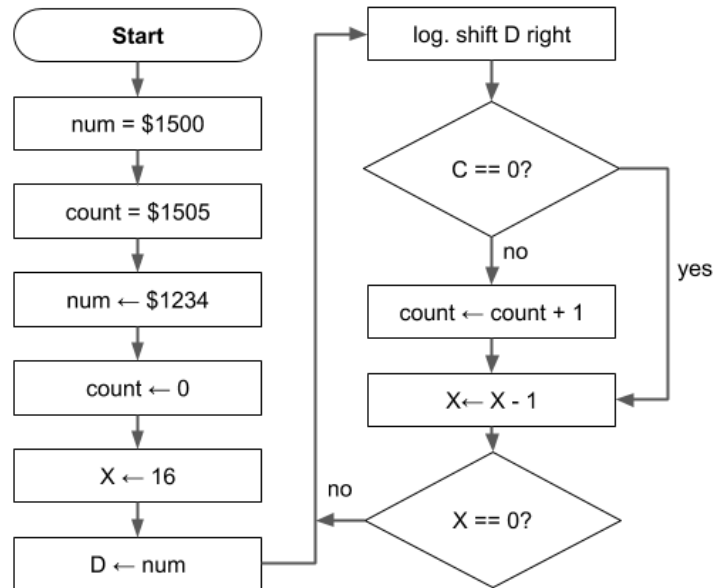 Start
num = $1500
count = $1505
num ← $1234
count ← 0
X ← 16
D ← num
log. shift D right
C == 0?
no
yes
count ← count + 1
X← X - 1
no
X == 0?